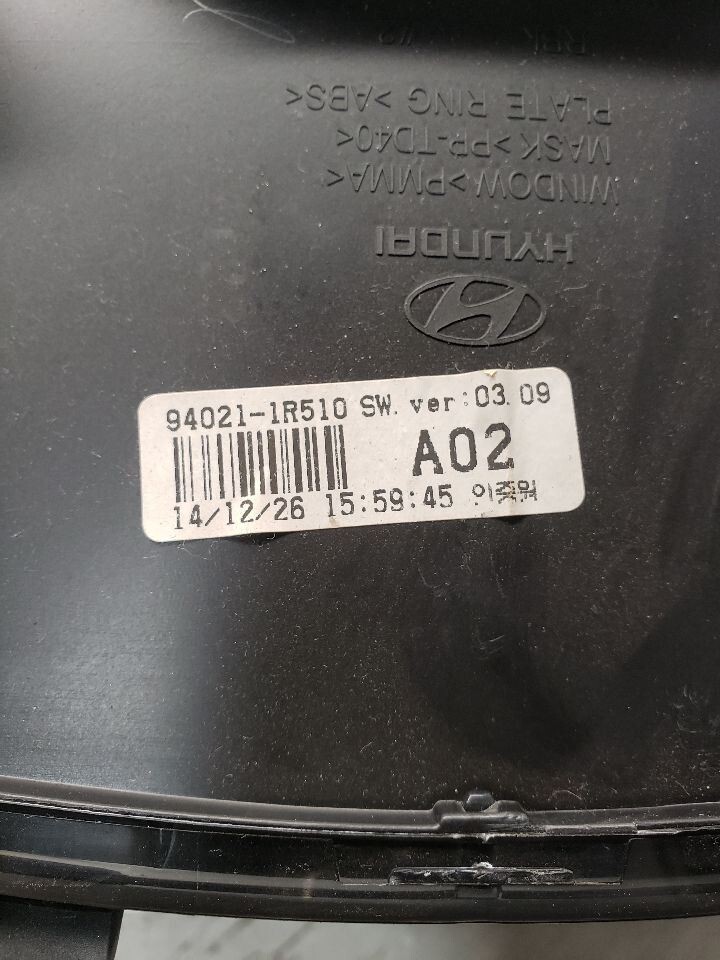 WINDOW >PMMA<
MASK >PP-TD40<
PLATE RING >ABS<
HYUNDAI
94021-1R510 SW. ver:03.09
A02
14/12/26 15:59:45